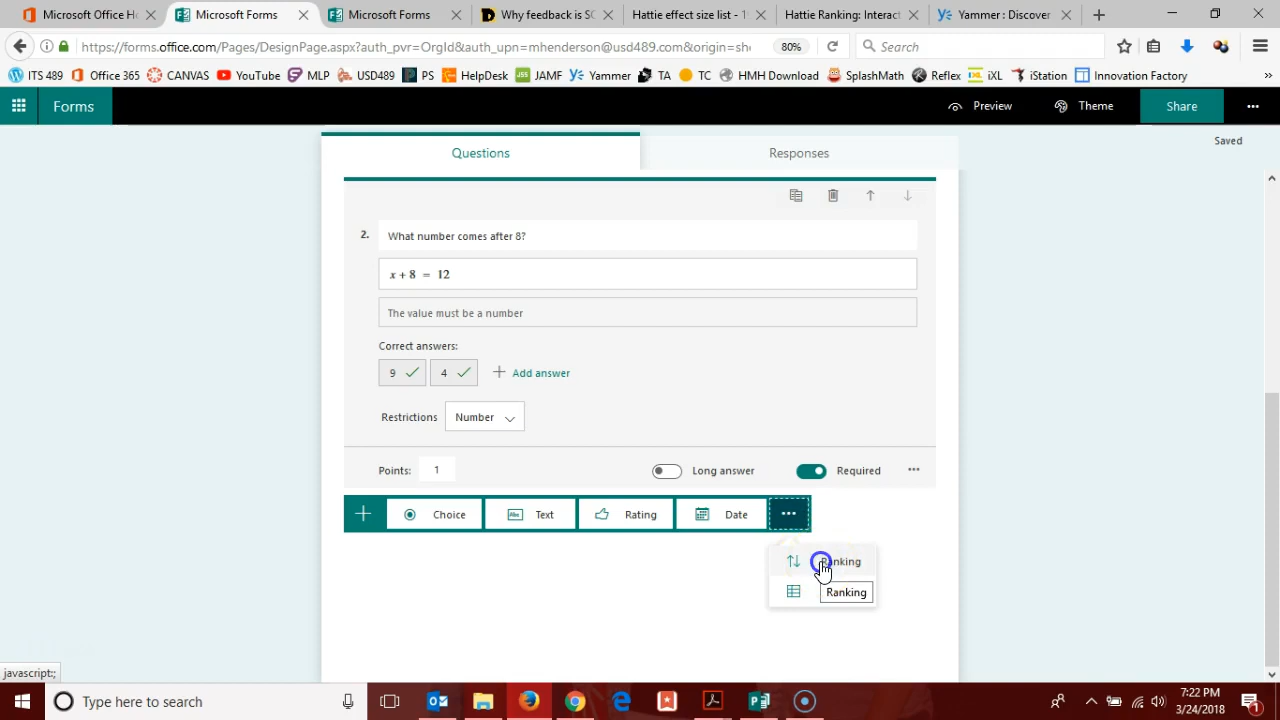 Microsoft Office Ho
Microsoft Forms
Microsoft Forms
Why feedback is SO
Hattie effect size list - 1
Hattie Ranking: Interact
Yammer : Discover
https://forms.office.com/Pages/DesignPage.aspx?auth_pvr=OrgId&auth_upn=mhenderson@usd489.com&origin=she
80%
Search
ITS 489
Office 365
CANVAS
YouTube
MLP
USD489
PS
HelpDesk
JAMF
Yammer
TA
TC
HMH Download
SplashMath
Reflex
iXL
iStation
Innovation Factory
Forms
Preview
Theme
Share
Saved
Questions
Responses
2.
What number comes after 8?
x + 8 = 12
The value must be a number
Correct answers:
9
4
Add answer
Restrictions
Number
Points:
1
Long answer
Required
Choice
Text
Rating
Date
Ranking
Ranking
javascript:;
Type here to search
7:22 PM
3/24/2018
1